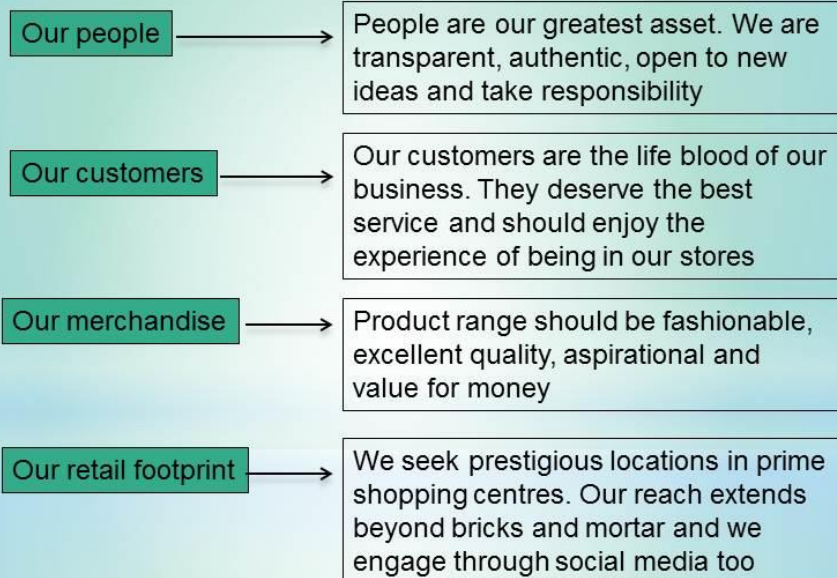 Our people
People are our greatest asset. We are
transparent, authentic, open to new
ideas and take responsibility
Our customers
Our customers are the life blood of our
business. They deserve the best
service and should enjoy the
experience of being in our stores
Our merchandise
Product range should be fashionable,
excellent quality, aspirational and
value for money
Our retail footprint
We seek prestigious locations in prime
shopping centres. Our reach extends
beyond bricks and mortar and we
engage through social media too